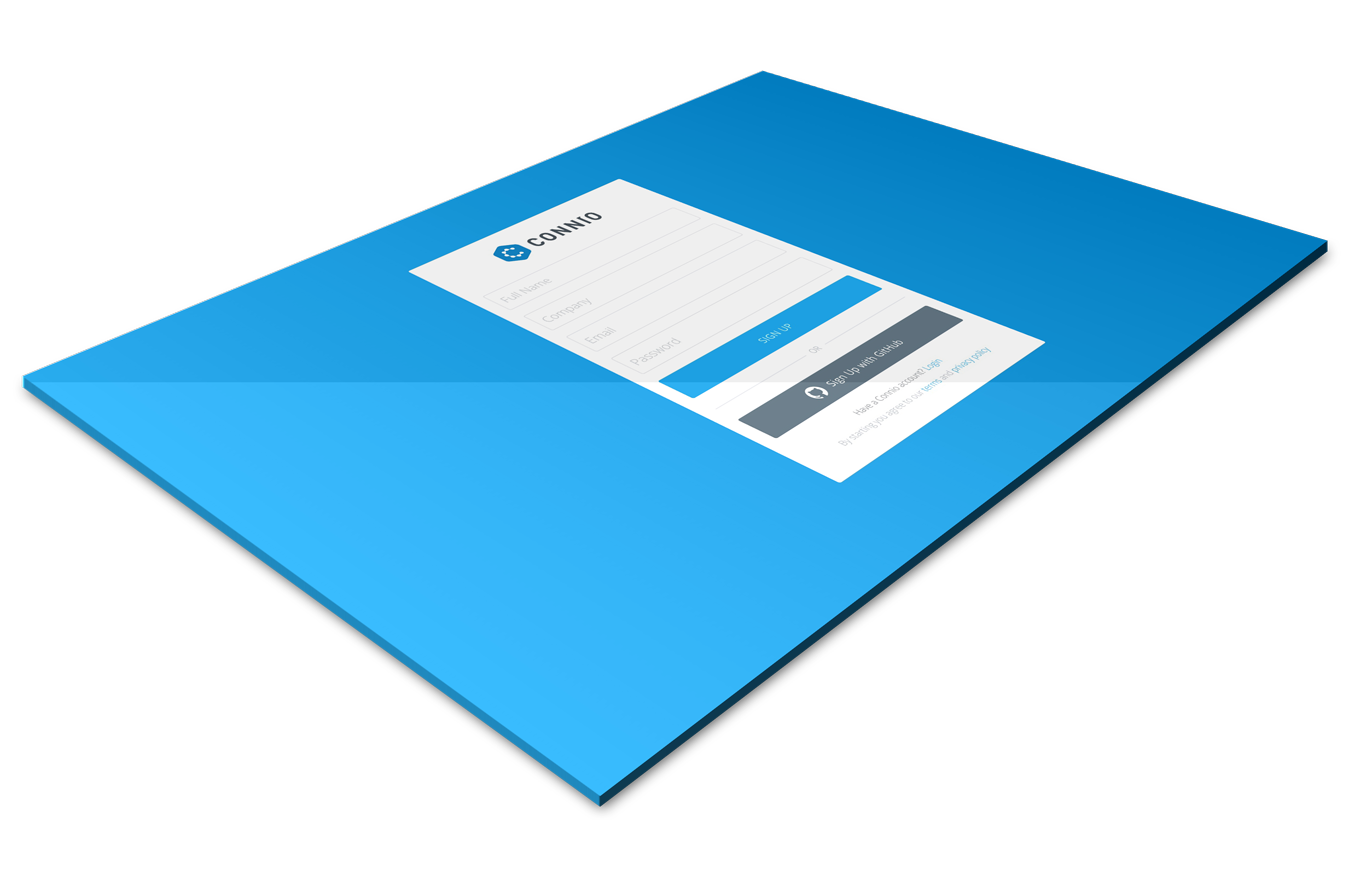 CONNIO
Full Name
Company
Email
Password
SIGN UP
OR
Sign Up with GitHub
Have a Connio account? Login
By starting you agree to our terms and privacy policy